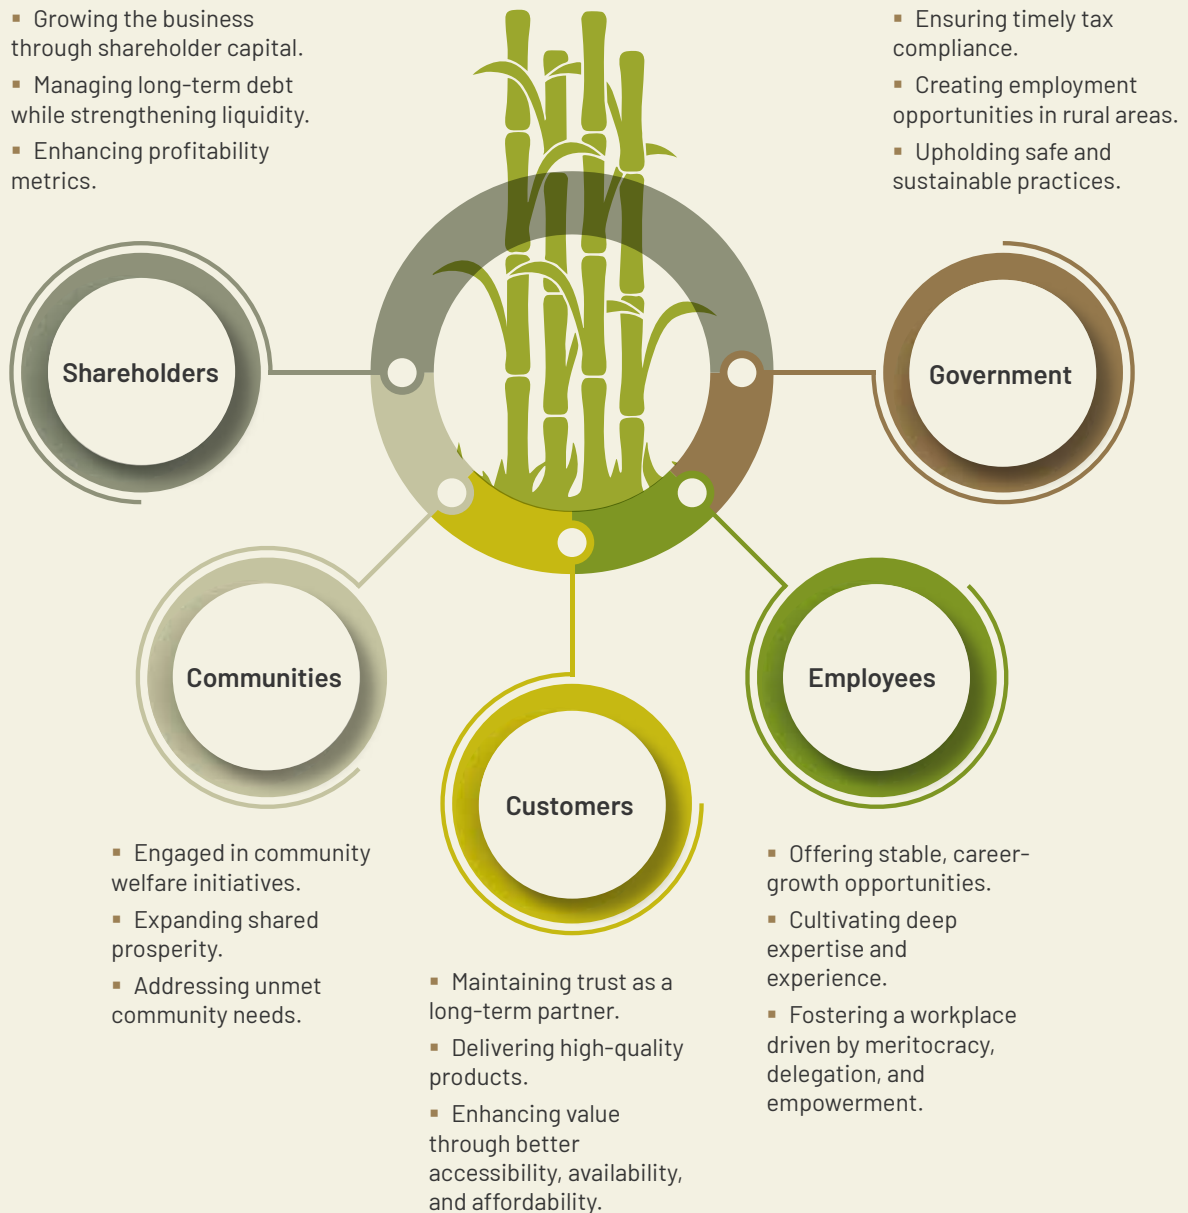 ▪ Growing the business
through shareholder capital.
▪ Managing long-term debt
while strengthening liquidity.
▪ Enhancing profitability
metrics.
▪ Ensuring timely tax
compliance.
▪ Creating employment
opportunities in rural areas.
▪ Upholding safe and
sustainable practices.
Shareholders
Government
Communities
Employees
Customers
▪ Engaged in community
welfare initiatives.
▪ Expanding shared
prosperity.
▪ Addressing unmet
community needs.
▪ Maintaining trust as a
long-term partner.
▪ Delivering high-quality
products.
▪ Enhancing value
through better
accessibility, availability,
and affordability.
▪ Offering stable, career-
growth opportunities.
▪ Cultivating deep
expertise and
experience.
▪ Fostering a workplace
driven by meritocracy,
delegation, and
empowerment.